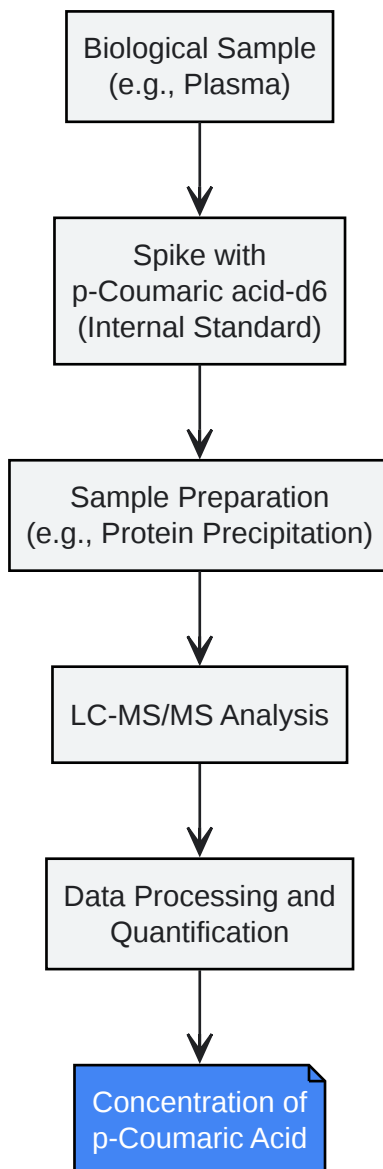 Biological Sample
(e.g., Plasma)
Spike with
p-Coumaric acid-d6
(Internal Standard)
Sample Preparation
(e.g., Protein Precipitation)
LC-MS/MS Analysis
Data Processing and
Quantification
Concentration of
p-Coumaric Acid